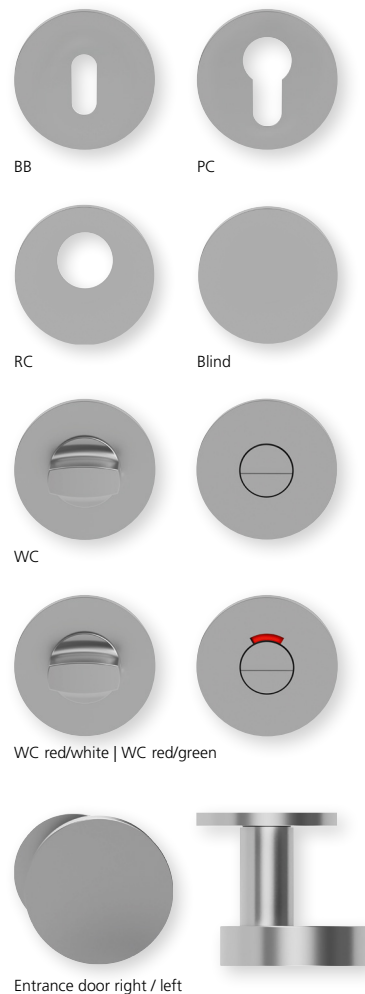 BB
PC
RC
Blind
WC
WC red/white | WC red/green
Entrance door right / left